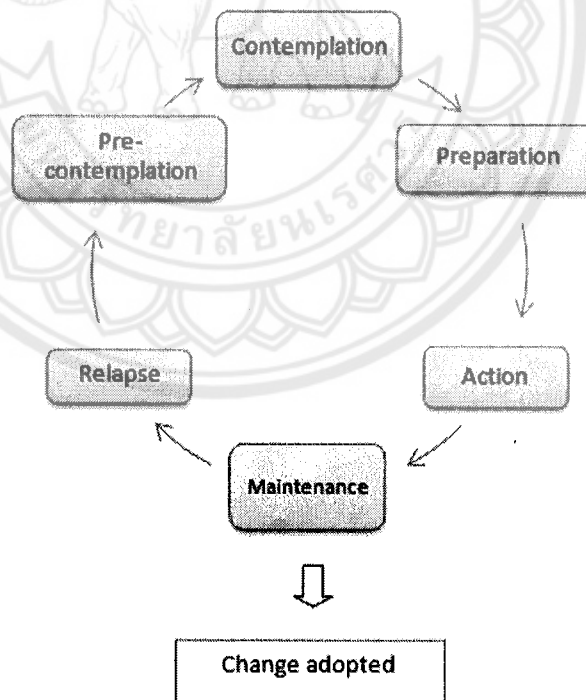 Contemplation
Pre-
contemplation
Preparation
Relapse
Action
Maintenance
Change adopted